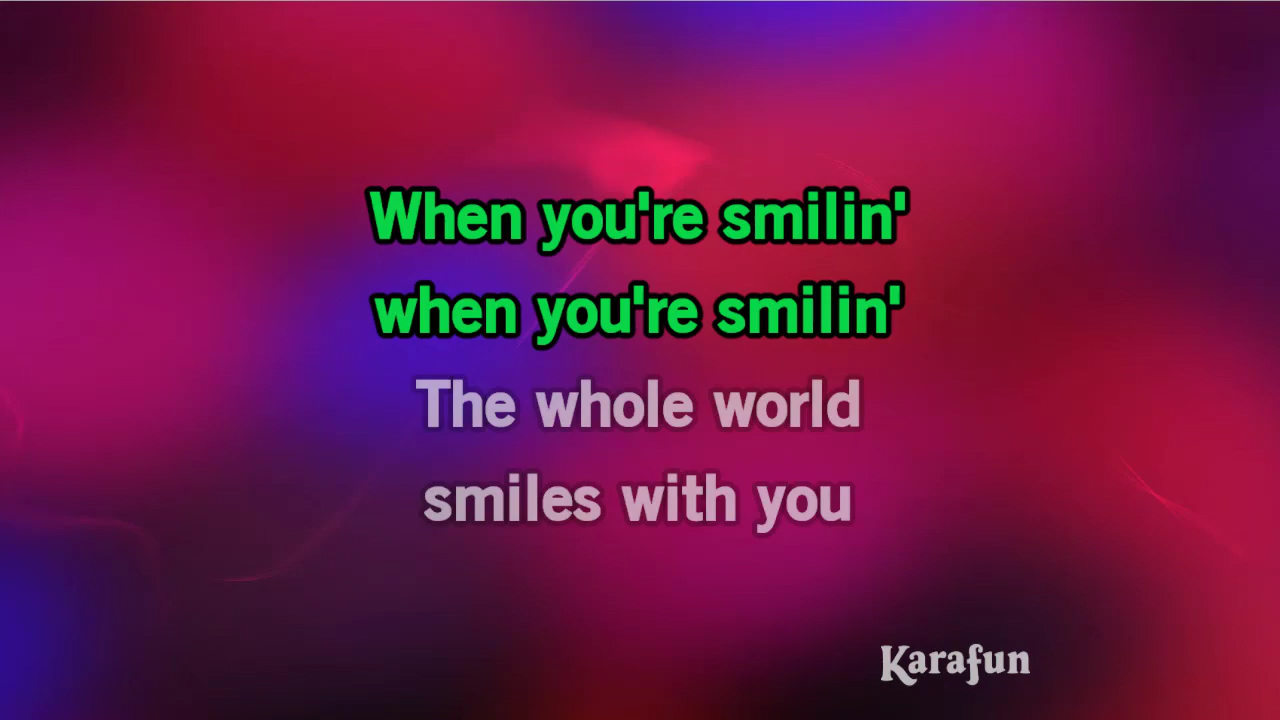 When you're smilin'
when you're smilin'
The whole world
smiles with you
Karafun